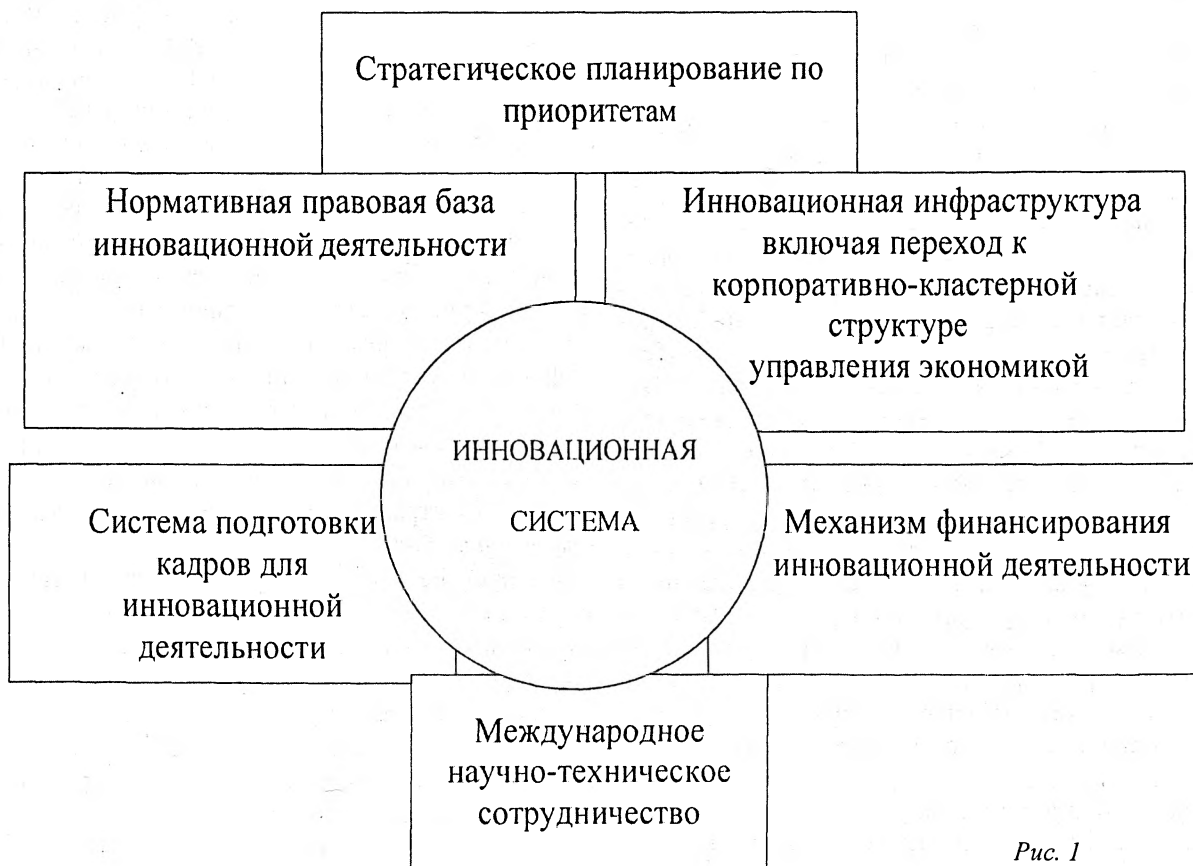 Стратегическое планирование по
приоритетам
Нормативная правовая база
инновационной деятельности
Инновационная инфраструктура
включая переход к
корпоративно-кластерной
структуре
управления экономикой
ИННОВАЦИОННАЯ
СИСТЕМА
Система подготовки
кадров для
инновационной
деятельности
Механизм финансирования
инновационной деятельности
Международное
научно-техническое
сотрудничество
Рис. 1